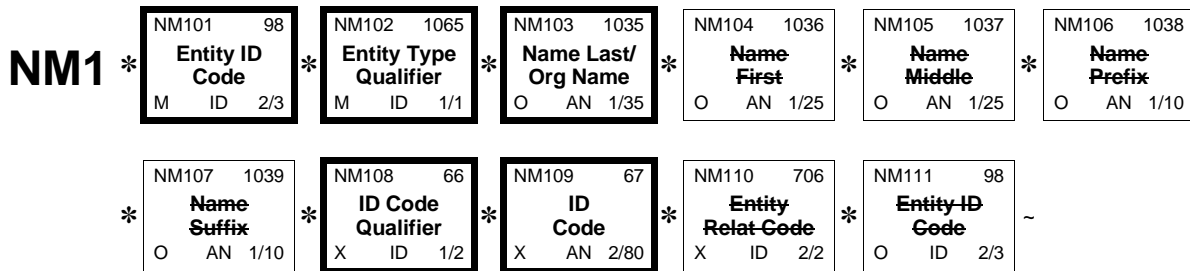 NM101 98 NM102 1065 NM103 1035 NM104 1036 NM105 1037 NM106 1038
NM1 * Entity ID * Entity Type * Name Last/ * Name * Name * Name
Code Qualifier Org Name First Middle Prefix
M ID 2/3 M ID 1/1 O AN 1/35 O AN 1/25 O AN 1/25 O AN 1/10
NM107 1039 NM108 66 NM109 67 NM110 706 NM111 98
* Name * ID Code * ID * Entity * Entity ID ~
Suffix Qualifier Code Relat Code Code
O AN 1/10 X ID 1/2 X AN 2/80 X ID 2/2 O ID 2/3